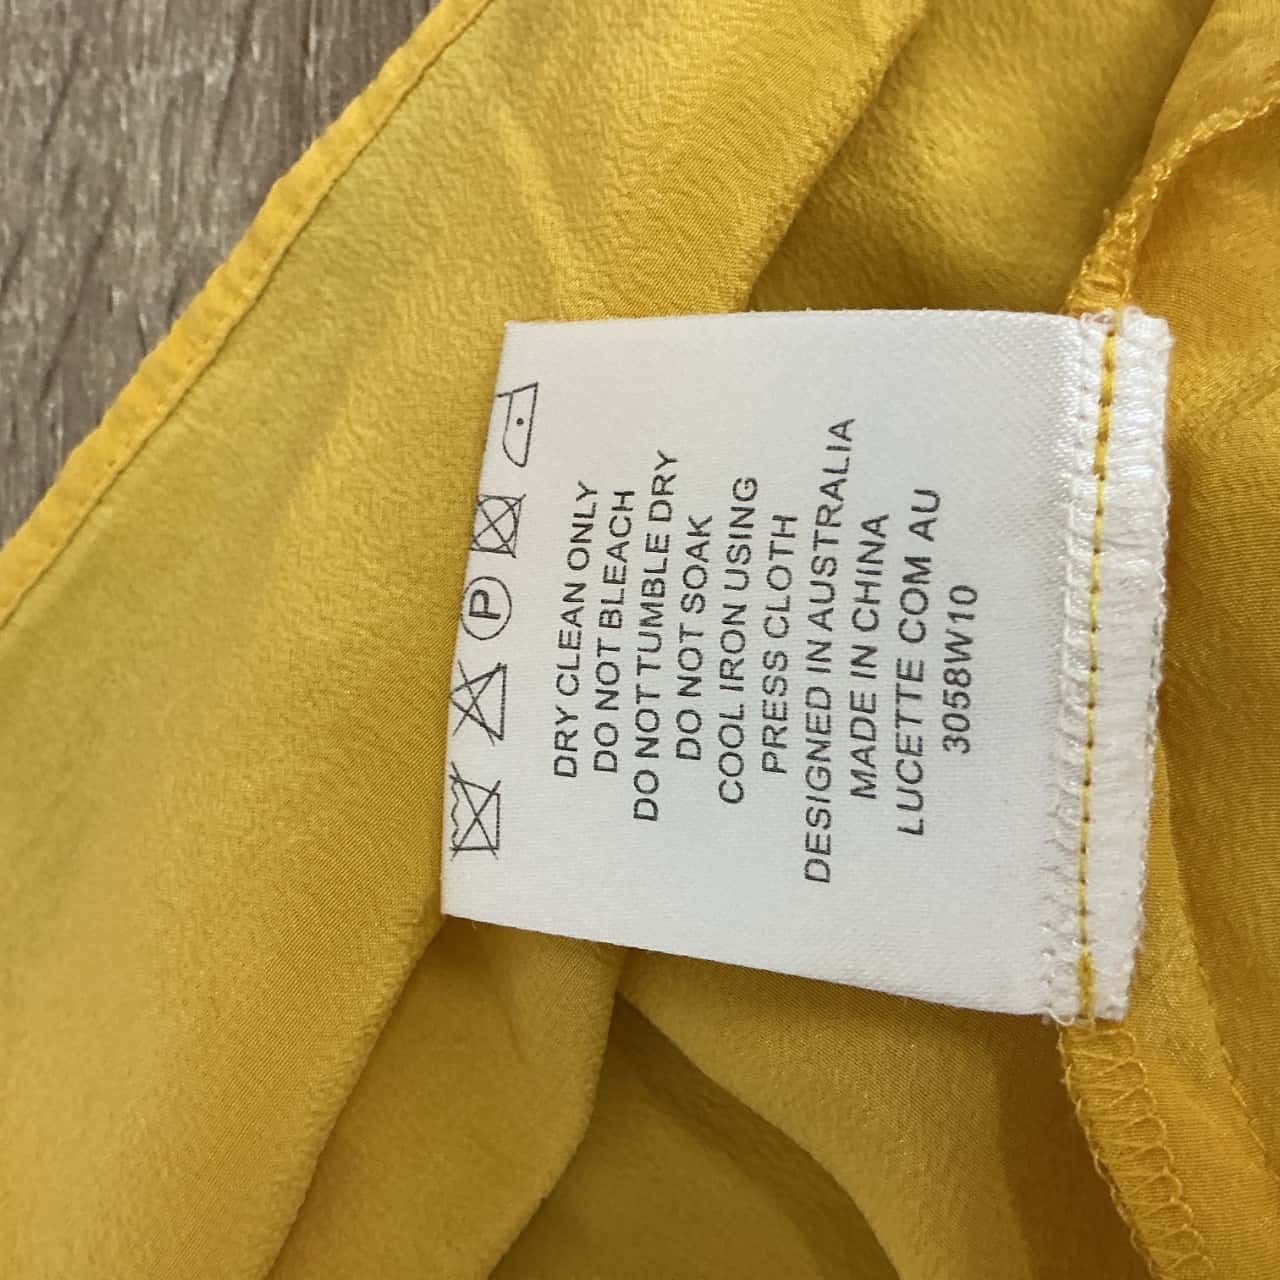 P
DRY CLEAN ONLY
DO NOT BLEACH
DO NOT TUMBLE DRY
DO NOT SOAK
COOL IRON USING
PRESS CLOTH
DESIGNED IN AUSTRALIA
MADE IN CHINA
LUCETTE COM AU
3058W10